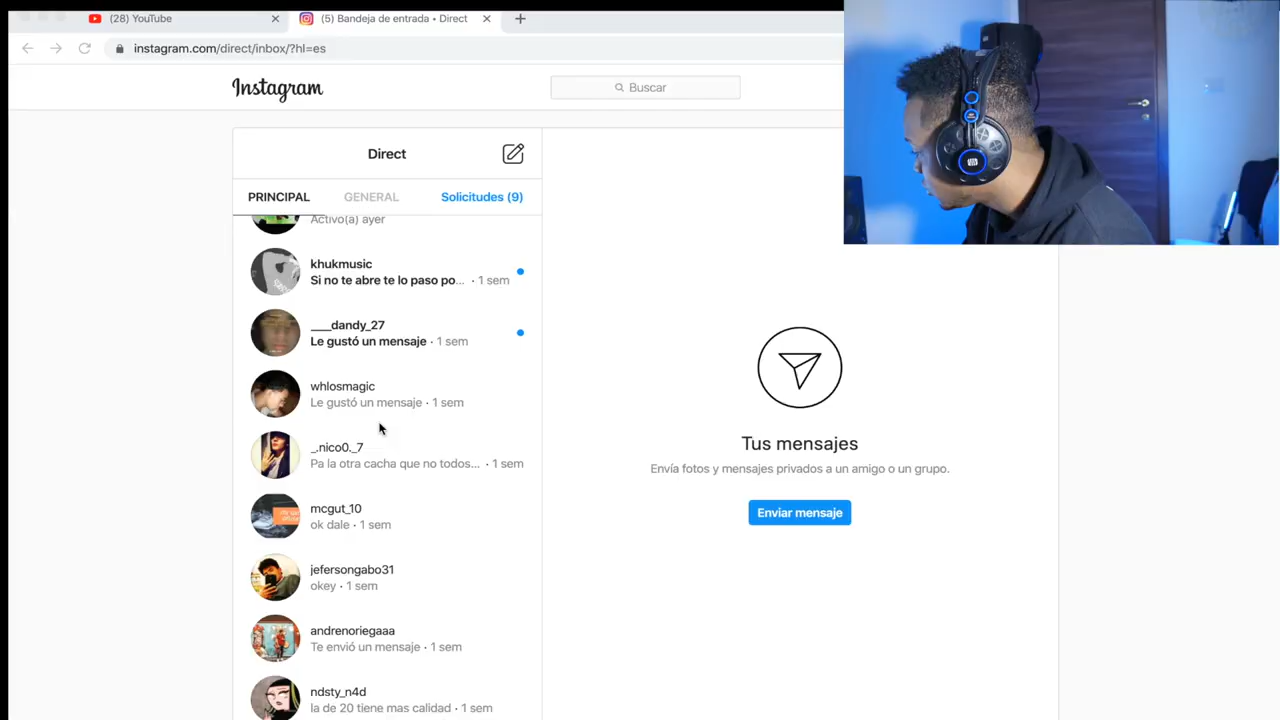 (28) YouTube
(5) Bandeja de entrada • Direct
instagram.com/direct/inbox/?hl=es
Instagram
Buscar
Direct
PRINCIPAL GENERAL Solicitudes (9)
Activo(a) ayer
khukmusic
Si no te abre te lo paso po... · 1 sem
___dandy_27
Le gustó un mensaje · 1 sem
whlosmagic
Le gustó un mensaje · 1 sem
_.nico0._7
Pa la otra cacha que no todos... · 1 sem
mcgut_10
ok dale · 1 sem
jefersongabo31
okey · 1 sem
andrenoriegaaa
Te envió un mensaje · 1 sem
ndsty_n4d
la de 20 tiene mas calidad · 1 sem
Tus mensajes
Envía fotos y mensajes privados a un amigo o un grupo.
Enviar mensaje